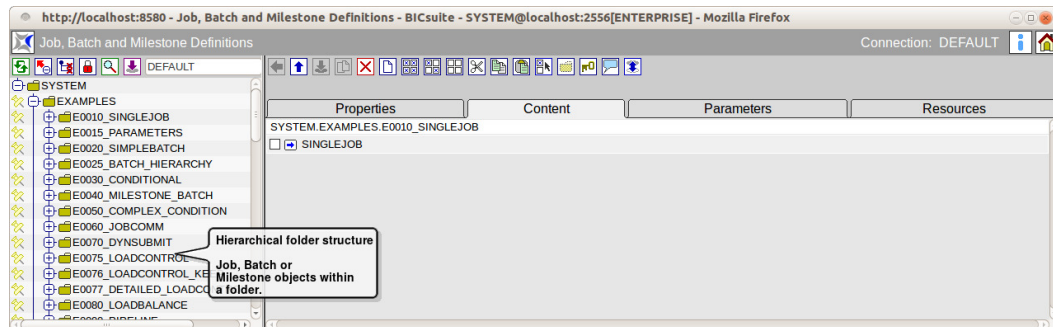 http://localhost:8580 - Job, Batch and Milestone Definitions - BICsuite - SYSTEM@localhost:2556[ENTERPRISE] - Mozilla Firefox
Job, Batch and Milestone Definitions
Connection: DEFAULT
DEFAULT
SYSTEM
EXAMPLES
E0010_SINGLEJOB
E0015_PARAMETERS
E0020_SIMPLEBATCH
E0025_BATCH_HIERARCHY
E0030_CONDITIONAL
E0040_MILESTONE_BATCH
E0050_COMPLEX_CONDITION
E0060_JOBCOMM
E0070_DYNSUBMIT
E0075_LOADCONTROL
E0076_LOADCONTROL_KE
E0077_DETAILED_LOADCO
E0080_LOADBALANCE
Properties
Content
Parameters
Resources
SYSTEM.EXAMPLES.E0010_SINGLEJOB
SINGLEJOB
Hierarchical folder structure
Job, Batch or
Milestone objects within
a folder.